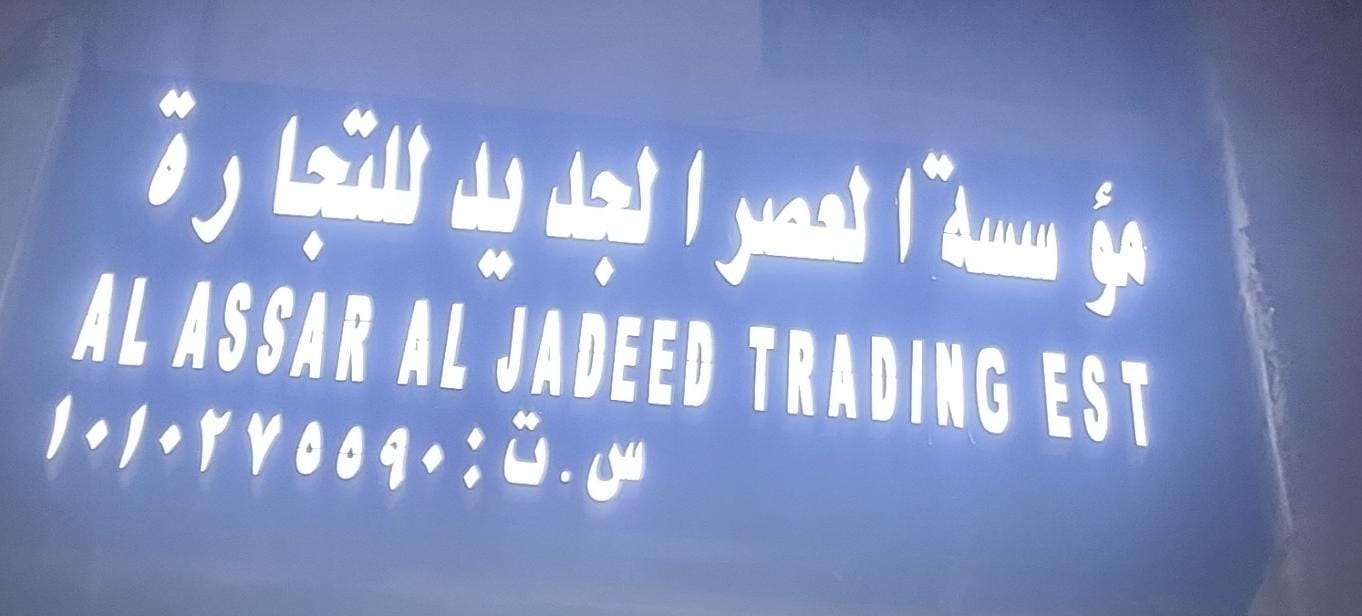 مؤسسة العصر الجديد للتجارة
AL ASSAR AL JADEED TRADING EST
س.ت: ١٠١٠٢٧٥٥٩٠